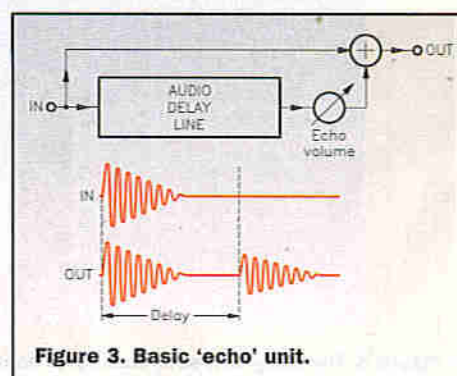 +
OUT
IN
AUDIO
DELAY
LINE
Echo
volume
IN
OUT
Delay
Figure 3. Basic ‘echo’ unit.